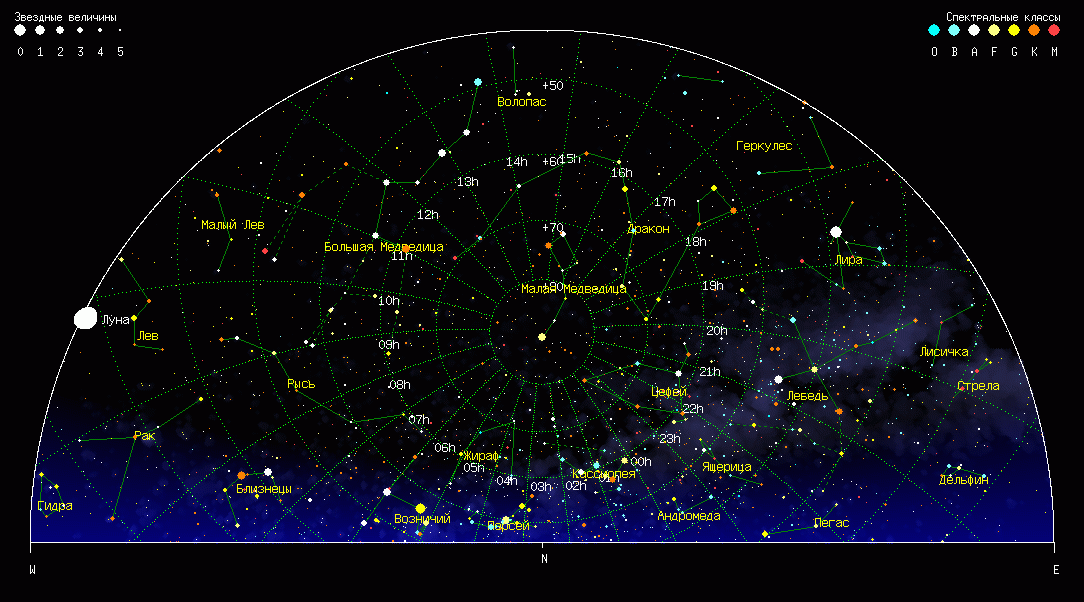 Звездные величины
0 1 2 3 4 5
Спектральные классы
O B A F G K M
+50
Волопас
Геркулес
14h +60 15h
13h 16h
12h 17h
Малый Лев
+70
Дракон
18h
Большая Медведица
11h
Лира
19h
+90
Малая Медведица
10h
Луна
20h
Лев
09h
Лисичка
21h
Рысь
08h
Стрела
Цефей
Лебедь
22h
07h
Рак
23h
06h
Жираф
05h
00h
Ящерица
Кассиопея
01h
04h
02h
03h
Близнецы
Дельфин
Гидра
Возничий
Персей
Андромеда
Пегас
W N E